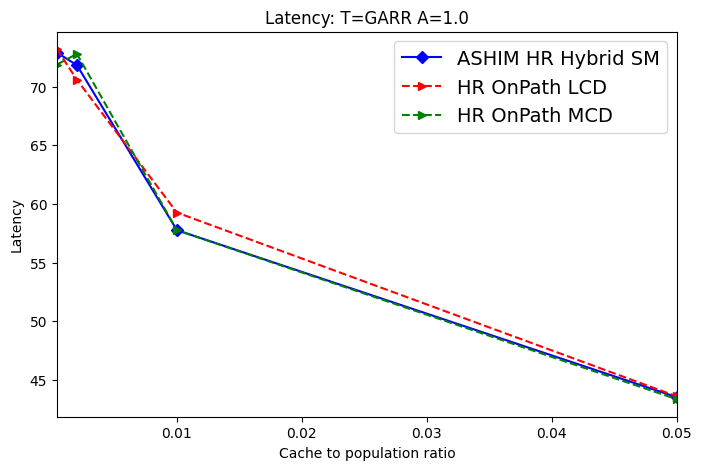 Latency: T=GARR A=1.0
ASHIM HR Hybrid SM
HR OnPath LCD
HR OnPath MCD
Latency
70
65
60
55
50
45
0.01 0.02 0.03 0.04 0.05
Cache to population ratio